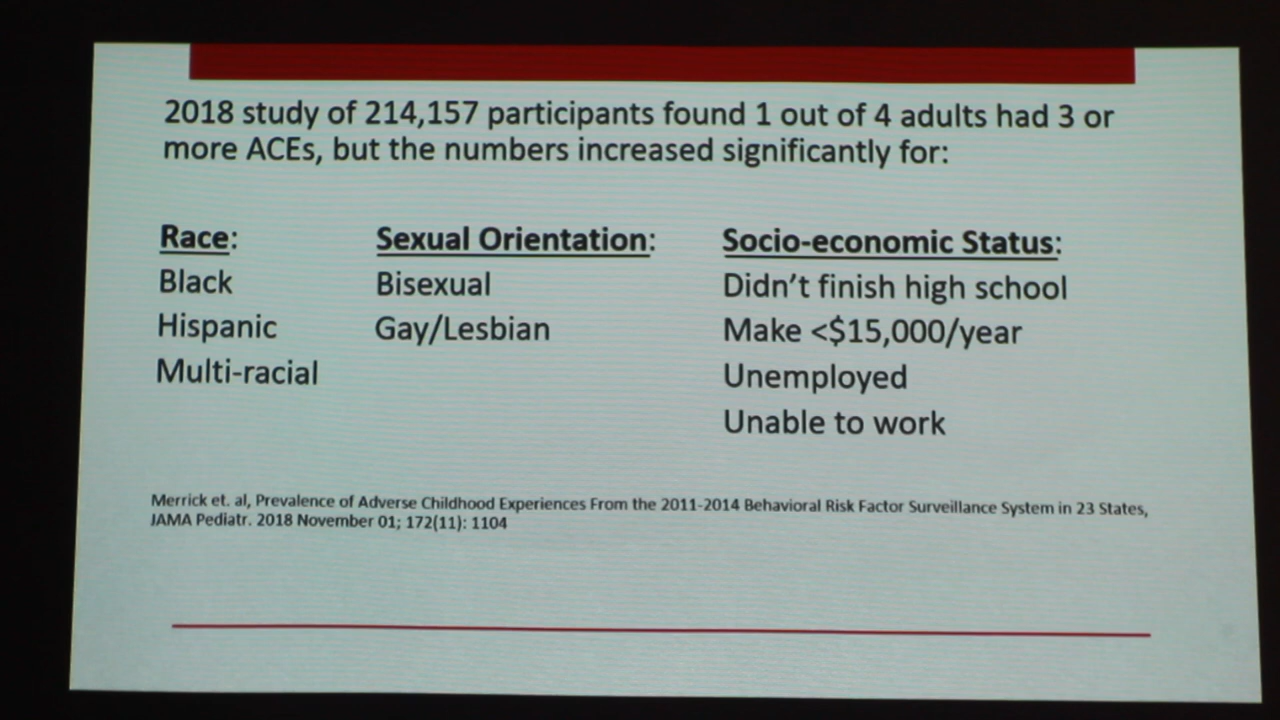 2018 study of 214,157 participants found 1 out of 4 adults had 3 or
more ACEs, but the numbers increased significantly for:
Race:
Black
Hispanic
Multi-racial
Sexual Orientation:
Bisexual
Gay/Lesbian
Socio-economic Status:
Didn't finish high school
Make <$15,000/year
Unemployed
Unable to work
Merrick et. al, Prevalence of Adverse Childhood Experiences From the 2011-2014 Behavioral Risk Factor Surveillance System in 23 States,
JAMA Pediatr. 2018 November 01; 172(11): 1104